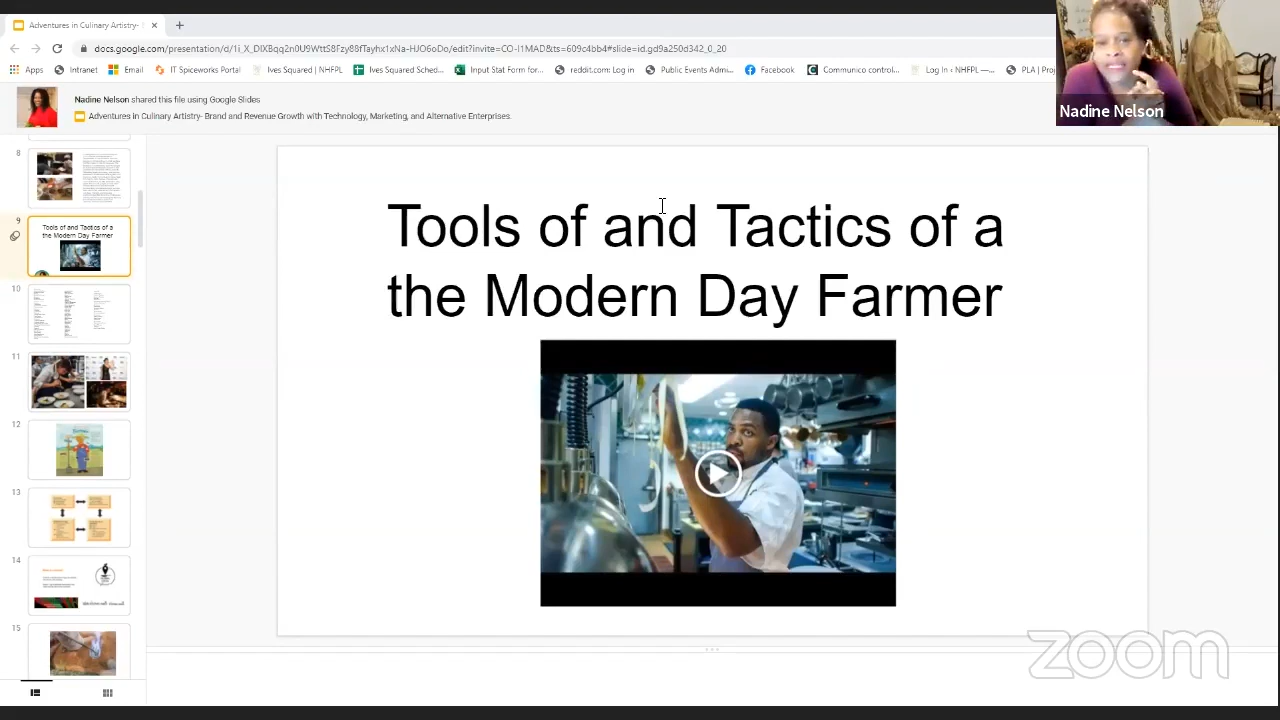 Adventures in Culinary Artistry-
docs.google.com/presentation/d/1i_X_DlX8sq2n0U9WttS8Fzy69ITayhx1xNa-HJO6oDo/edit?invite=CO-I1MAD&ts=609c4bb4#slide=id.gd9a250d342_0_30
Apps
Intranet
Email
IT Spiceworks Portal
Ives Squared | NHFPL
Ives Squared Sched...
Input Stat Form for...
reddit.com: Log in
Public Events Admi...
Facebook
Communico control...
Log In ‹ NHFPL —...
PLA | Proj
Nadine Nelson shared this file using Google Slides
Adventures in Culinary Artistry- Brand and Revenue Growth with Technology, Marketing, and Creative Enterprises.
Nadine Nelson
8
9
Tools of and Tactics of a
the Modern Day Farmer
10
11
12
13
14
15
Tools of and Tactics of a
the Modern Day Farmer
zoom